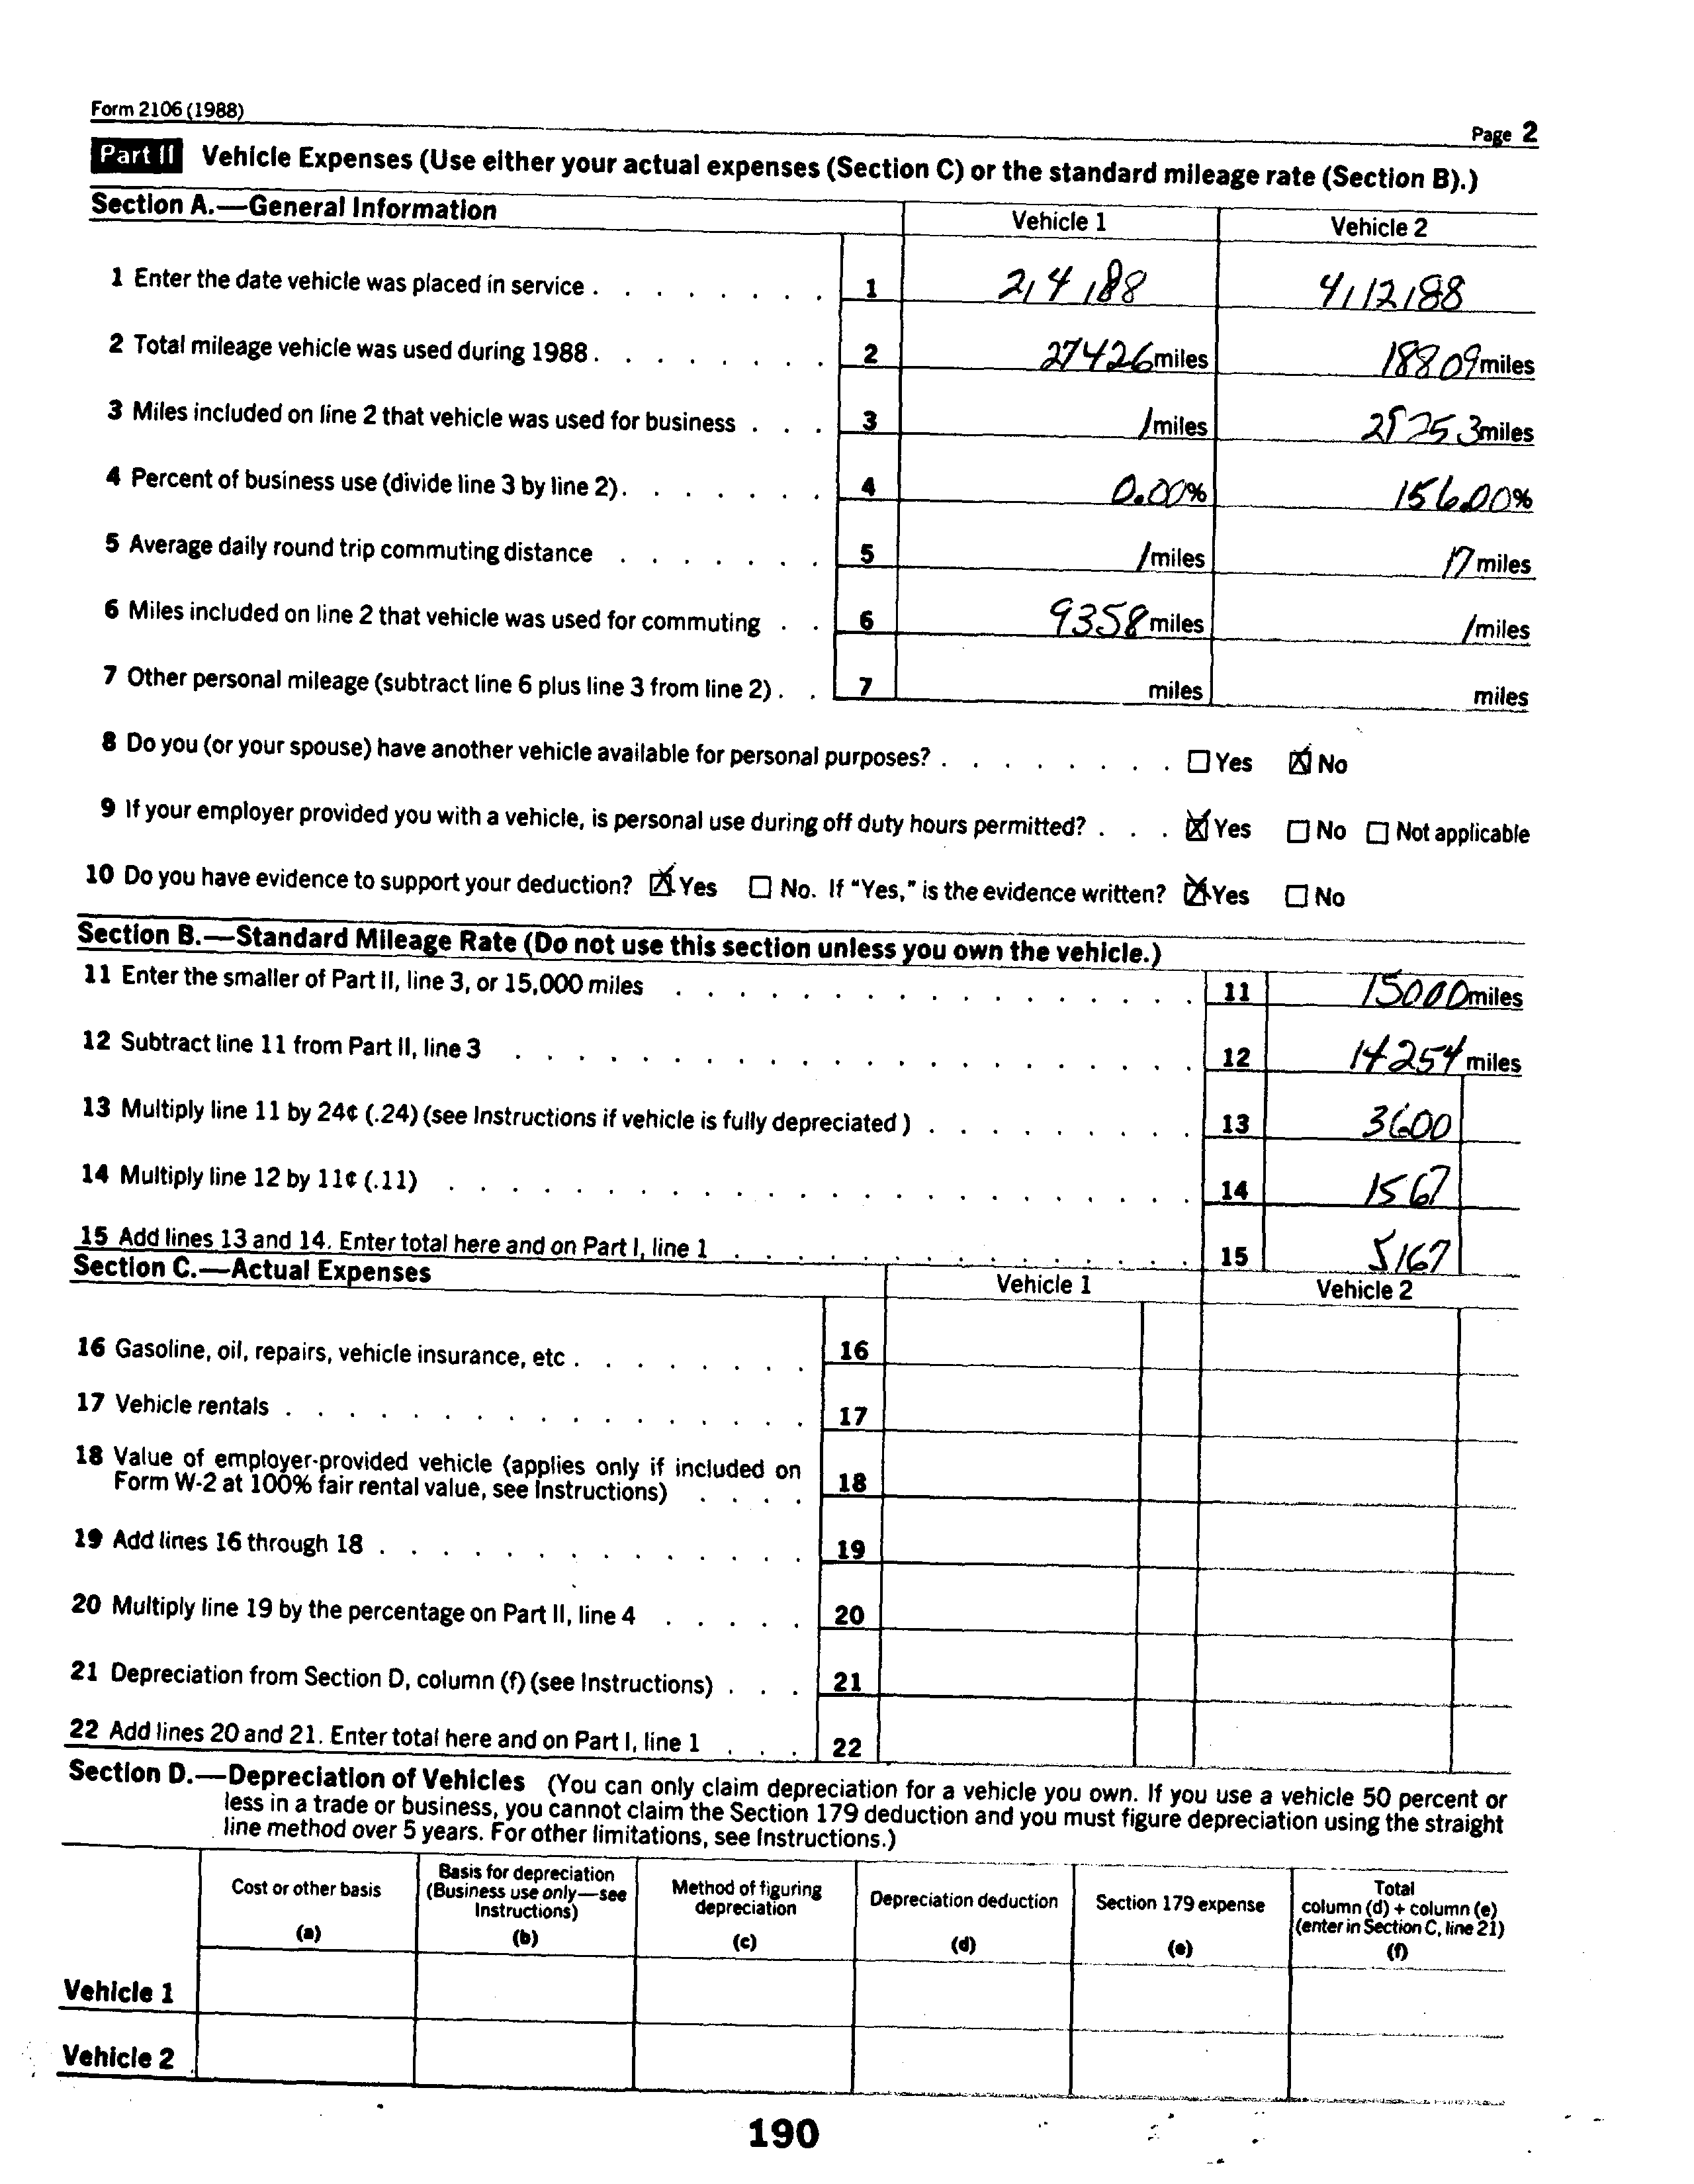 Form 2106 (1988)
Page 2
Part II Vehicle Expenses (Use either your actual expenses (Section C) or the standard mileage rate (Section B).)
Section A.—General Information Vehicle 1 Vehicle 2
1 Enter the date vehicle was placed in service . . . . . . . . 1 2/4/88 4/12/88
2 Total mileage vehicle was used during 1988 . . . . . . . . 2 27426 miles 18809 miles
3 Miles included on line 2 that vehicle was used for business . . . 3 1 miles 29253 miles
4 Percent of business use (divide line 3 by line 2) . . . . . . . 4 0.00% 156.00%
5 Average daily round trip commuting distance . . . . . . . 5 1 miles 17 miles
6 Miles included on line 2 that vehicle was used for commuting . . 6 9358 miles 1 miles
7 Other personal mileage (subtract line 6 plus line 3 from line 2) . . 7 miles miles
8 Do you (or your spouse) have another vehicle available for personal purposes? . . . . . . . . ☐ Yes ☒ No
9 If your employer provided you with a vehicle, is personal use during off duty hours permitted? . . . ☒ Yes ☐ No ☐ Not applicable
10 Do you have evidence to support your deduction? ☒ Yes ☐ No. If "Yes," is the evidence written? ☒ Yes ☐ No
Section B.—Standard Mileage Rate (Do not use this section unless you own the vehicle.)
11 Enter the smaller of Part II, line 3, or 15,000 miles . . . . . . . . . . . . . . . . . 11 15000 miles
12 Subtract line 11 from Part II, line 3 . . . . . . . . . . . . . . . . . . . . . . 12 14254 miles
13 Multiply line 11 by 24¢ (.24) (see Instructions if vehicle is fully depreciated ) . . . . . . . . . 13 3600
14 Multiply line 12 by 11¢ (.11) . . . . . . . . . . . . . . . . . . . . . . . . 14 1567
15 Add lines 13 and 14. Enter total here and on Part I, line 1 . . . . . . . . . . . . . . . 15 5167
Section C.—Actual Expenses Vehicle 1 Vehicle 2
16 Gasoline, oil, repairs, vehicle insurance, etc . . . . . . . . 16
17 Vehicle rentals . . . . . . . . . . . . . . . . . 17
18 Value of employer-provided vehicle (applies only if included on
Form W-2 at 100% fair rental value, see Instructions) . . . . 18
19 Add lines 16 through 18 . . . . . . . . . . . . . . 19
20 Multiply line 19 by the percentage on Part II, line 4 . . . . . 20
21 Depreciation from Section D, column (f) (see Instructions) . . . 21
22 Add lines 20 and 21. Enter total here and on Part I, line 1 . . . 22
Section D.—Depreciation of Vehicles (You can only claim depreciation for a vehicle you own. If you use a vehicle 50 percent or
less in a trade or business, you cannot claim the Section 179 deduction and you must figure depreciation using the straight
line method over 5 years. For other limitations, see Instructions.)
Cost or other basis
(a)
Basis for depreciation
(Business use only—see
Instructions)
(b)
Method of figuring
depreciation
(c)
Depreciation deduction
(d)
Section 179 expense
(e)
Total
column (d) + column (e)
(enter in Section C, line 21)
(f)
Vehicle 1
Vehicle 2
190